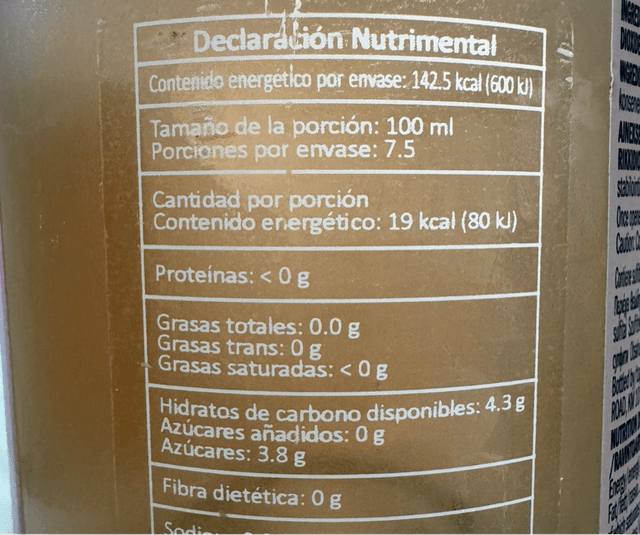 Declaración Nutrimental
Contenido energético por envase: 142.5 kcal (600 kJ)
Tamaño de la porción: 100 ml
Porciones por envase: 7.5
Cantidad por porción
Contenido energético: 19 kcal (80 kJ)
Proteínas: < 0 g
Grasas totales: 0.0 g
Grasas trans: 0 g
Grasas saturadas: < 0 g
Hidratos de carbono disponibles: 4.3 g
Azúcares añadidos: 0 g
Azúcares: 3.8 g
Fibra dietética: 0 g